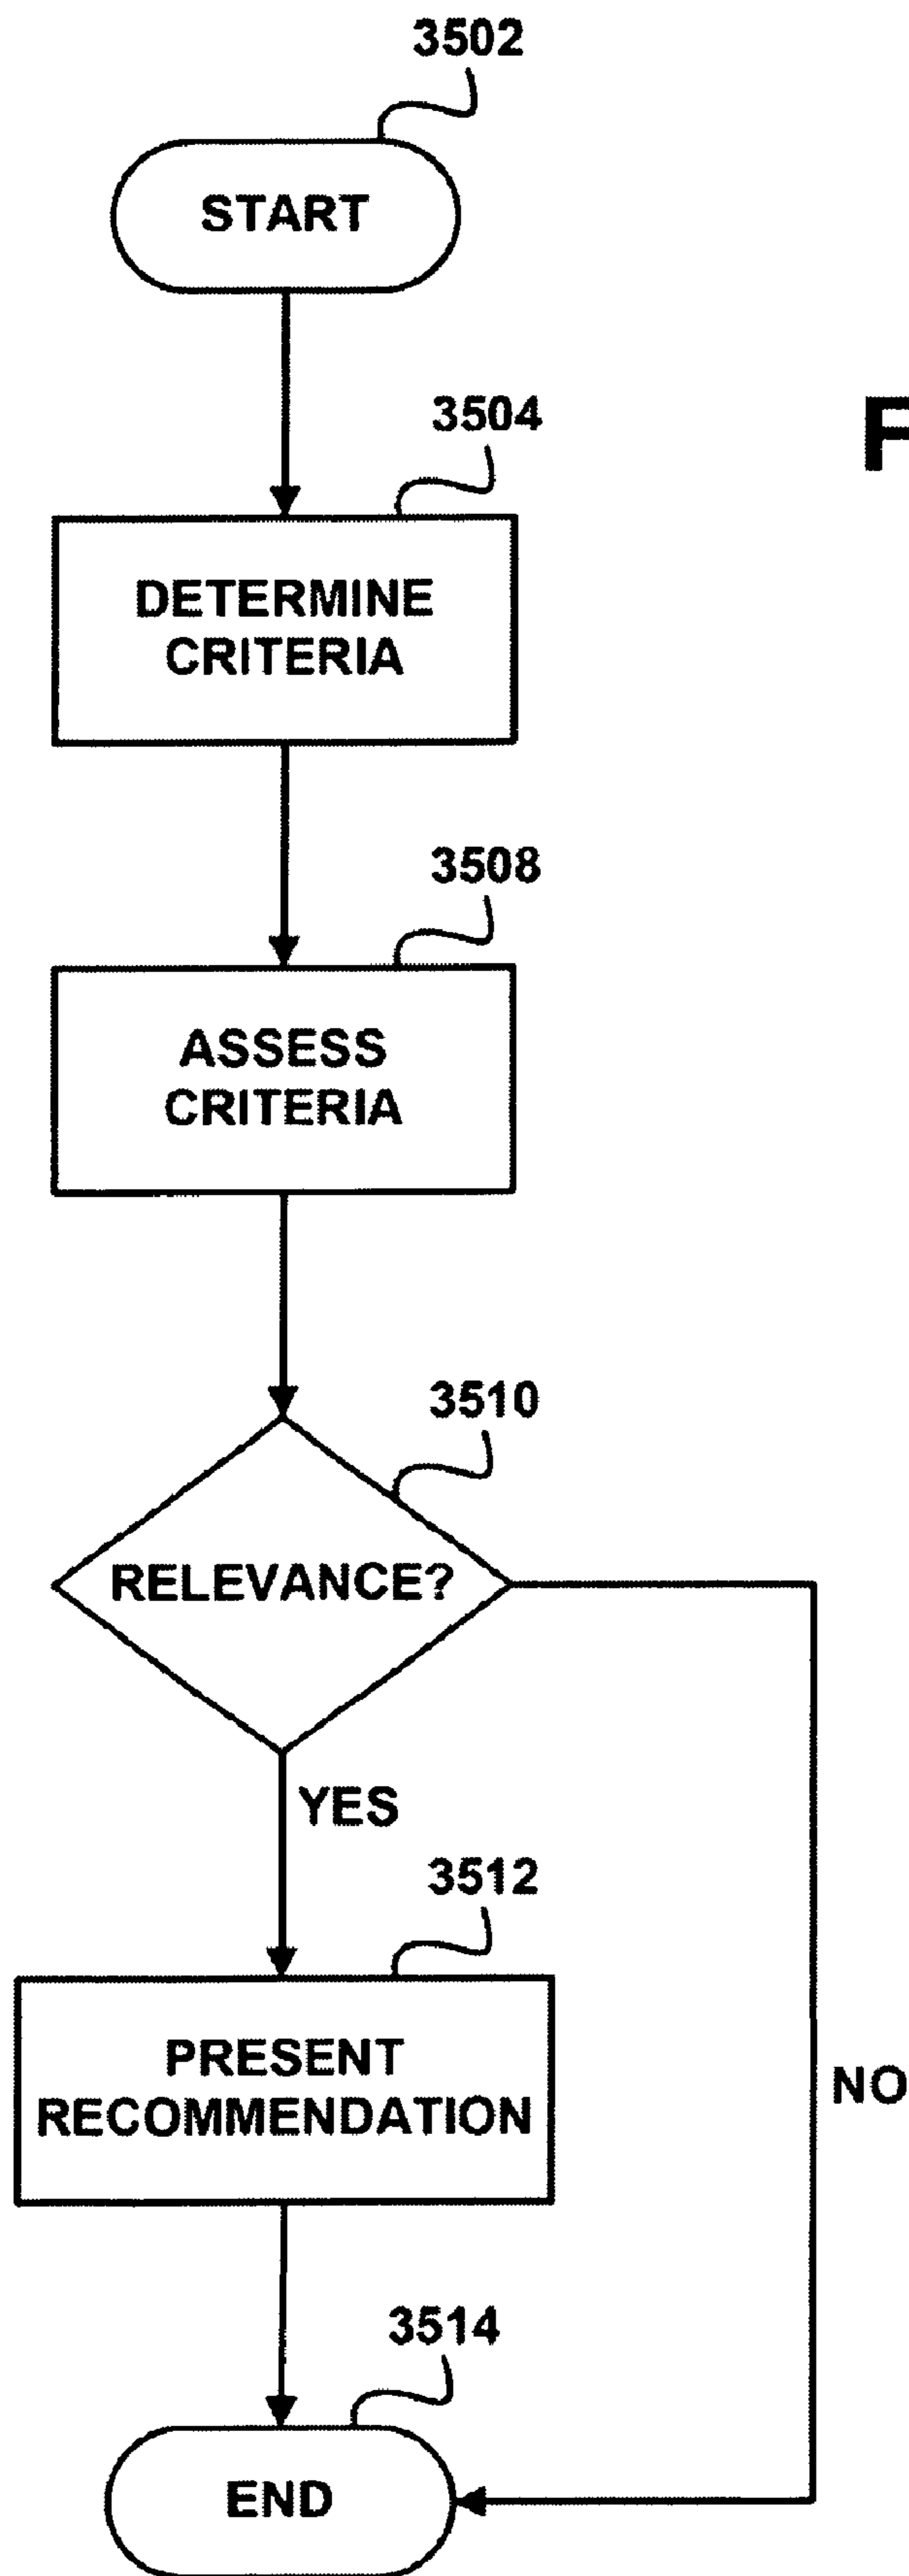 3502
START
3504
F
DETERMINE
CRITERIA
3508
ASSESS
CRITERIA
3510
RELEVANCE?
YES
3512
PRESENT
RECOMMENDATION
NO
3514
END